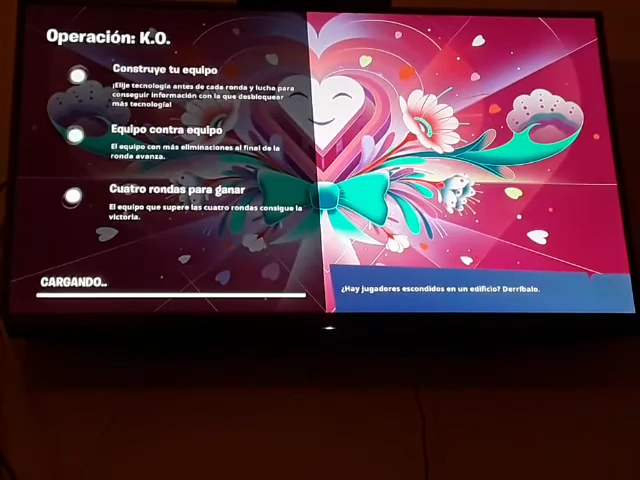 Operación: K.O.
Construye tu equipo
¡Elije tecnología antes de cada ronda y lucha para
conseguir información con la que desbloquear
más tecnología!
Equipo contra equipo
El equipo con más eliminaciones al final de la
ronda avanza.
Cuatro rondas para ganar
El equipo que supere las cuatro rondas consigue la
victoria.
CARGANDO..
¿Hay jugadores escondidos en un edificio? Derríbalo.